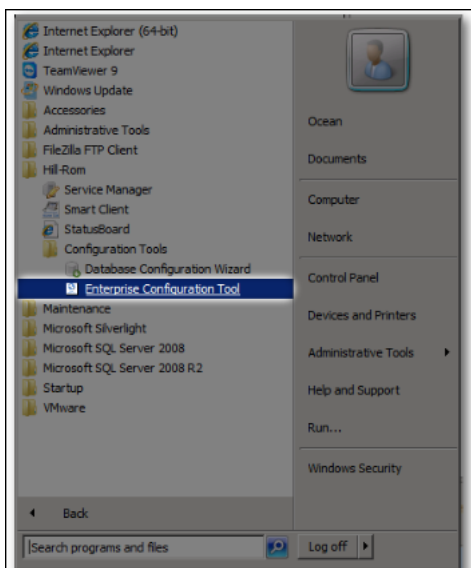 Internet Explorer (64-bit)
Internet Explorer
TeamViewer 9
Windows Update
Accessories
Administrative Tools
FileZilla FTP Client
Hill-Rom
Service Manager
Smart Client
StatusBoard
Configuration Tools
Database Configuration Wizard
Enterprise Configuration Tool
Maintenance
Microsoft Silverlight
Microsoft SQL Server 2008
Microsoft SQL Server 2008 R2
Startup
VMware
Back
Search programs and files
Ocean
Documents
Computer
Network
Control Panel
Devices and Printers
Administrative Tools
Help and Support
Run...
Windows Security
Log off